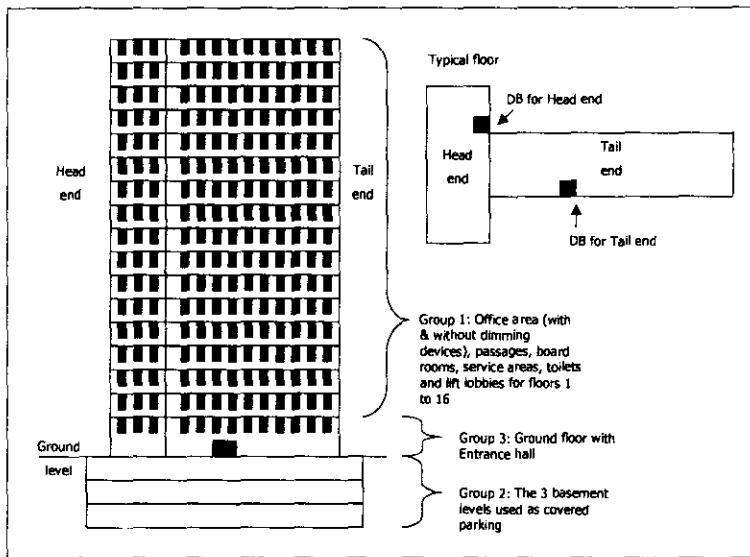 Typical floor
DB for Head end
Head
end
Tail
end
Head
end
Tail
end
DB for Tail end
Group 1: Office area (with
& without dimming
devices), passages, board
rooms, service areas, toilets
and lift lobbies for floors 1
to 16
Ground
level
Group 3: Ground floor with
Entrance hall
Group 2: The 3 basement
levels used as covered
parking